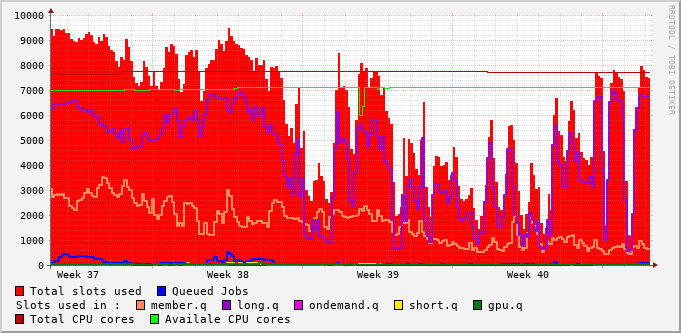 10000
9000
8000
7000
6000
5000
4000
3000
2000
1000
0
Week 37 Week 38 Week 39 Week 40
RRDTOOL / TOBI OETIKER
Total slots used Queued Jobs
Slots used in : member.q long.q ondemand.q short.q gpu.q
Total CPU cores Availale CPU cores